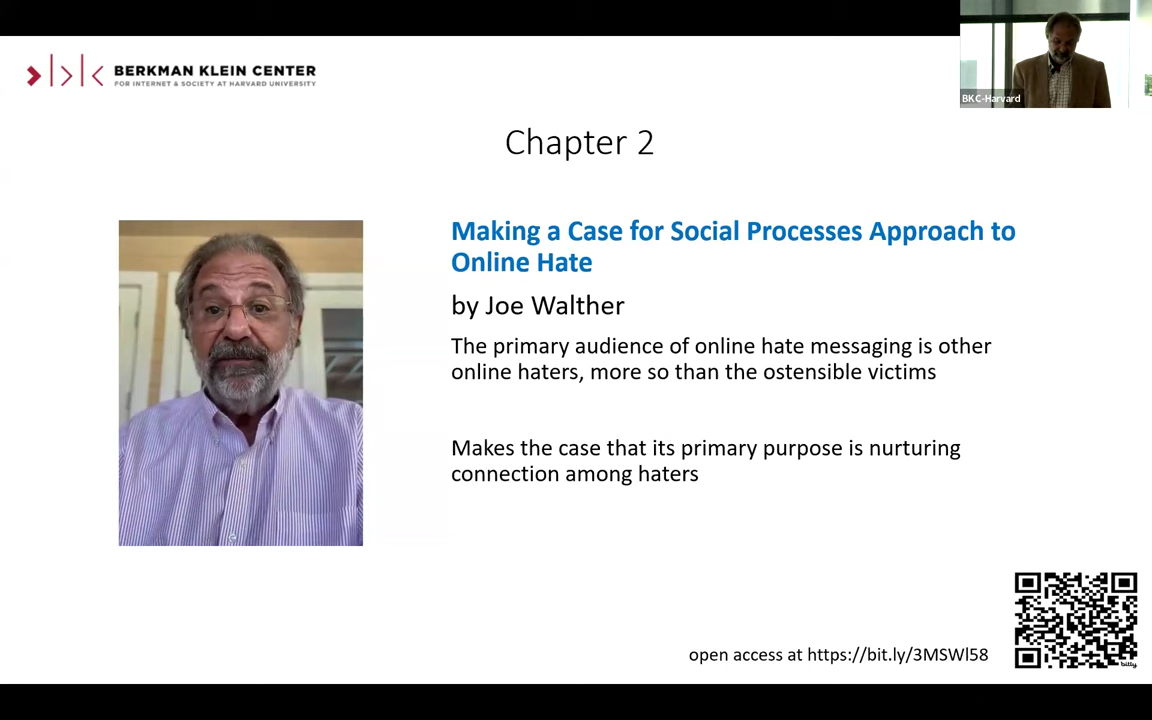 BERKMAN KLEIN CENTER
FOR INTERNET & SOCIETY AT HARVARD UNIVERSITY
BKC-Harvard
Chapter 2
Making a Case for Social Processes Approach to
Online Hate
by Joe Walther
The primary audience of online hate messaging is other
online haters, more so than the ostensible victims
Makes the case that its primary purpose is nurturing
connection among haters
open access at https://bit.ly/3MSWl58
bitly